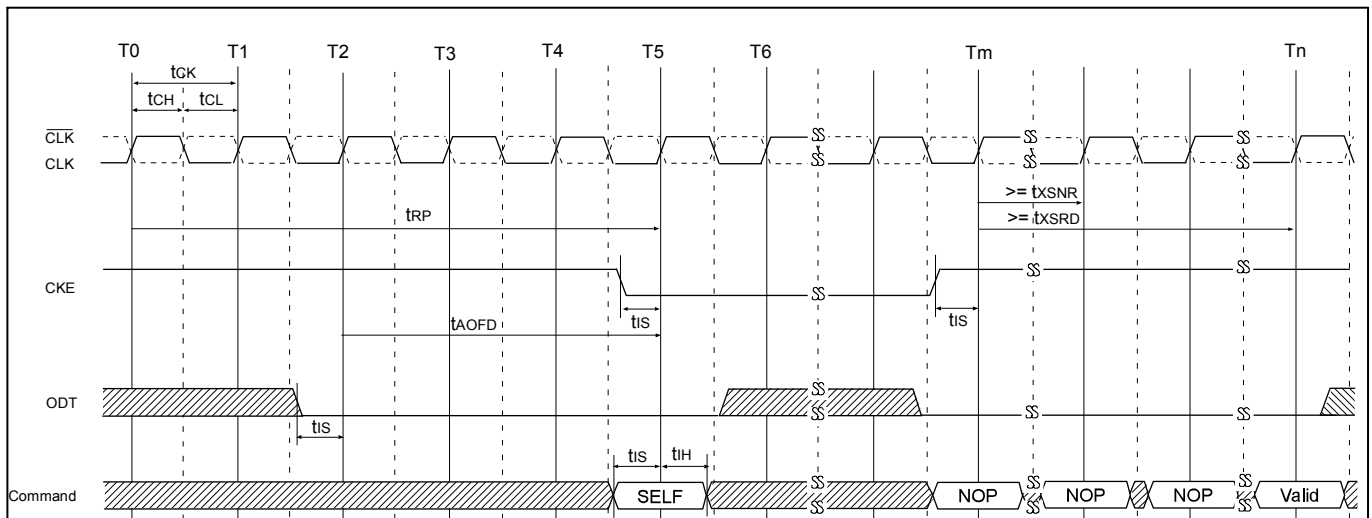 T0 T1 T2 T3 T4 T5 T6 Tm Tn
tCK
tCH tCL
CLK
CLK
>= tXSNR
tRP
>= tXSRD
CKE
tIS
tIS
tAOFD
ODT
tIS
tIS tIH
Command SELF NOP NOP NOP Valid